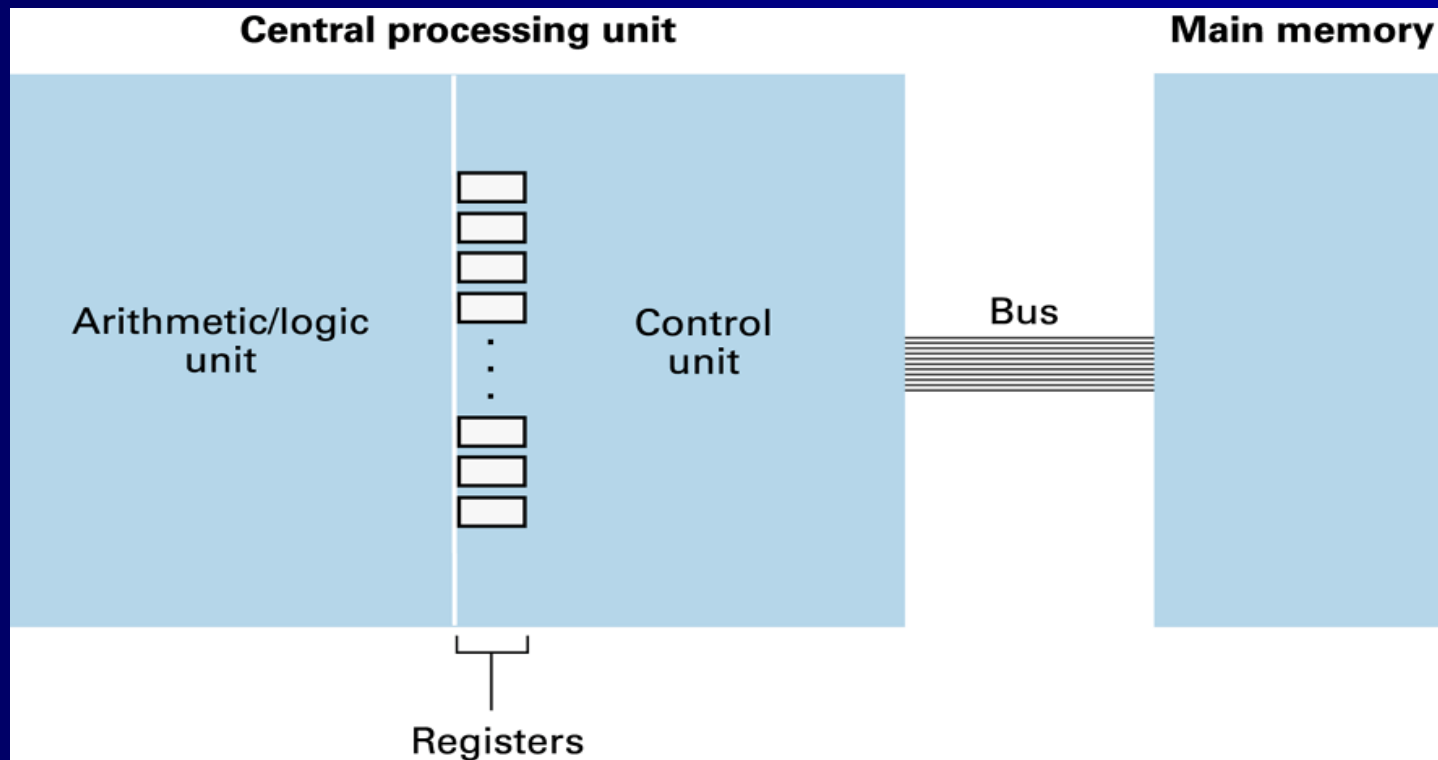 Central processing unit
Main memory
Arithmetic/logic
unit
Control
unit
Bus
Registers